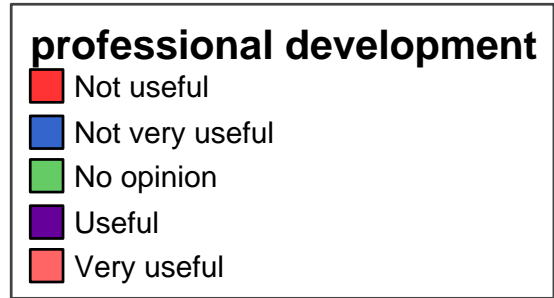 professional development
Not useful
Not very useful
No opinion
Useful
Very useful